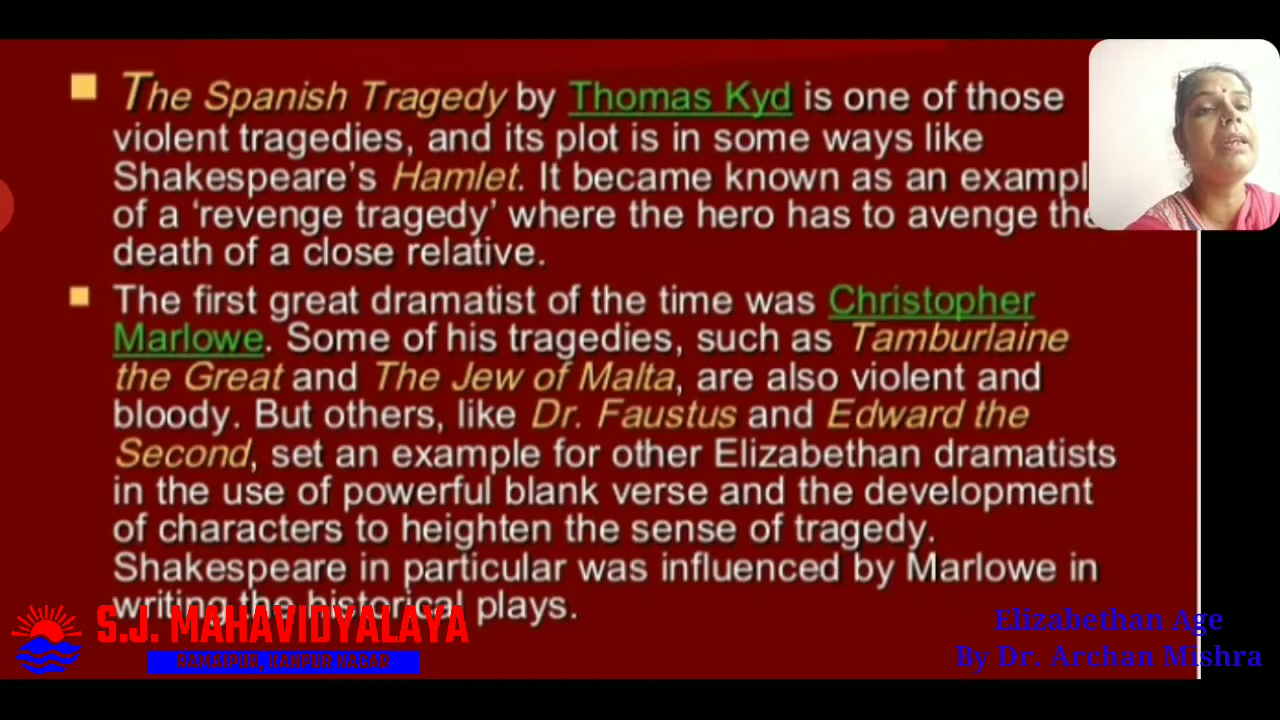 The Spanish Tragedy by Thomas Kyd is one of those
violent tragedies, and its plot is in some ways like
Shakespeare's Hamlet. It became known as an exampl
of a 'revenge tragedy' where the hero has to avenge the
death of a close relative.
The first great dramatist of the time was Christopher
Marlowe. Some of his tragedies, such as Tamburlaine
the Great and The Jew of Malta, are also violent and
bloody. But others, like Dr. Faustus and Edward the
Second, set an example for other Elizabethan dramatists
in the use of powerful blank verse and the development
of characters to heighten the sense of tragedy.
Shakespeare in particular was influenced by Marlowe in
writing the historical plays.
S.J. MAHAVIDYALAYA
RAMAIPUR, KANPUR NAGAR
Elizabethan Age
By Dr. Archan Mishra